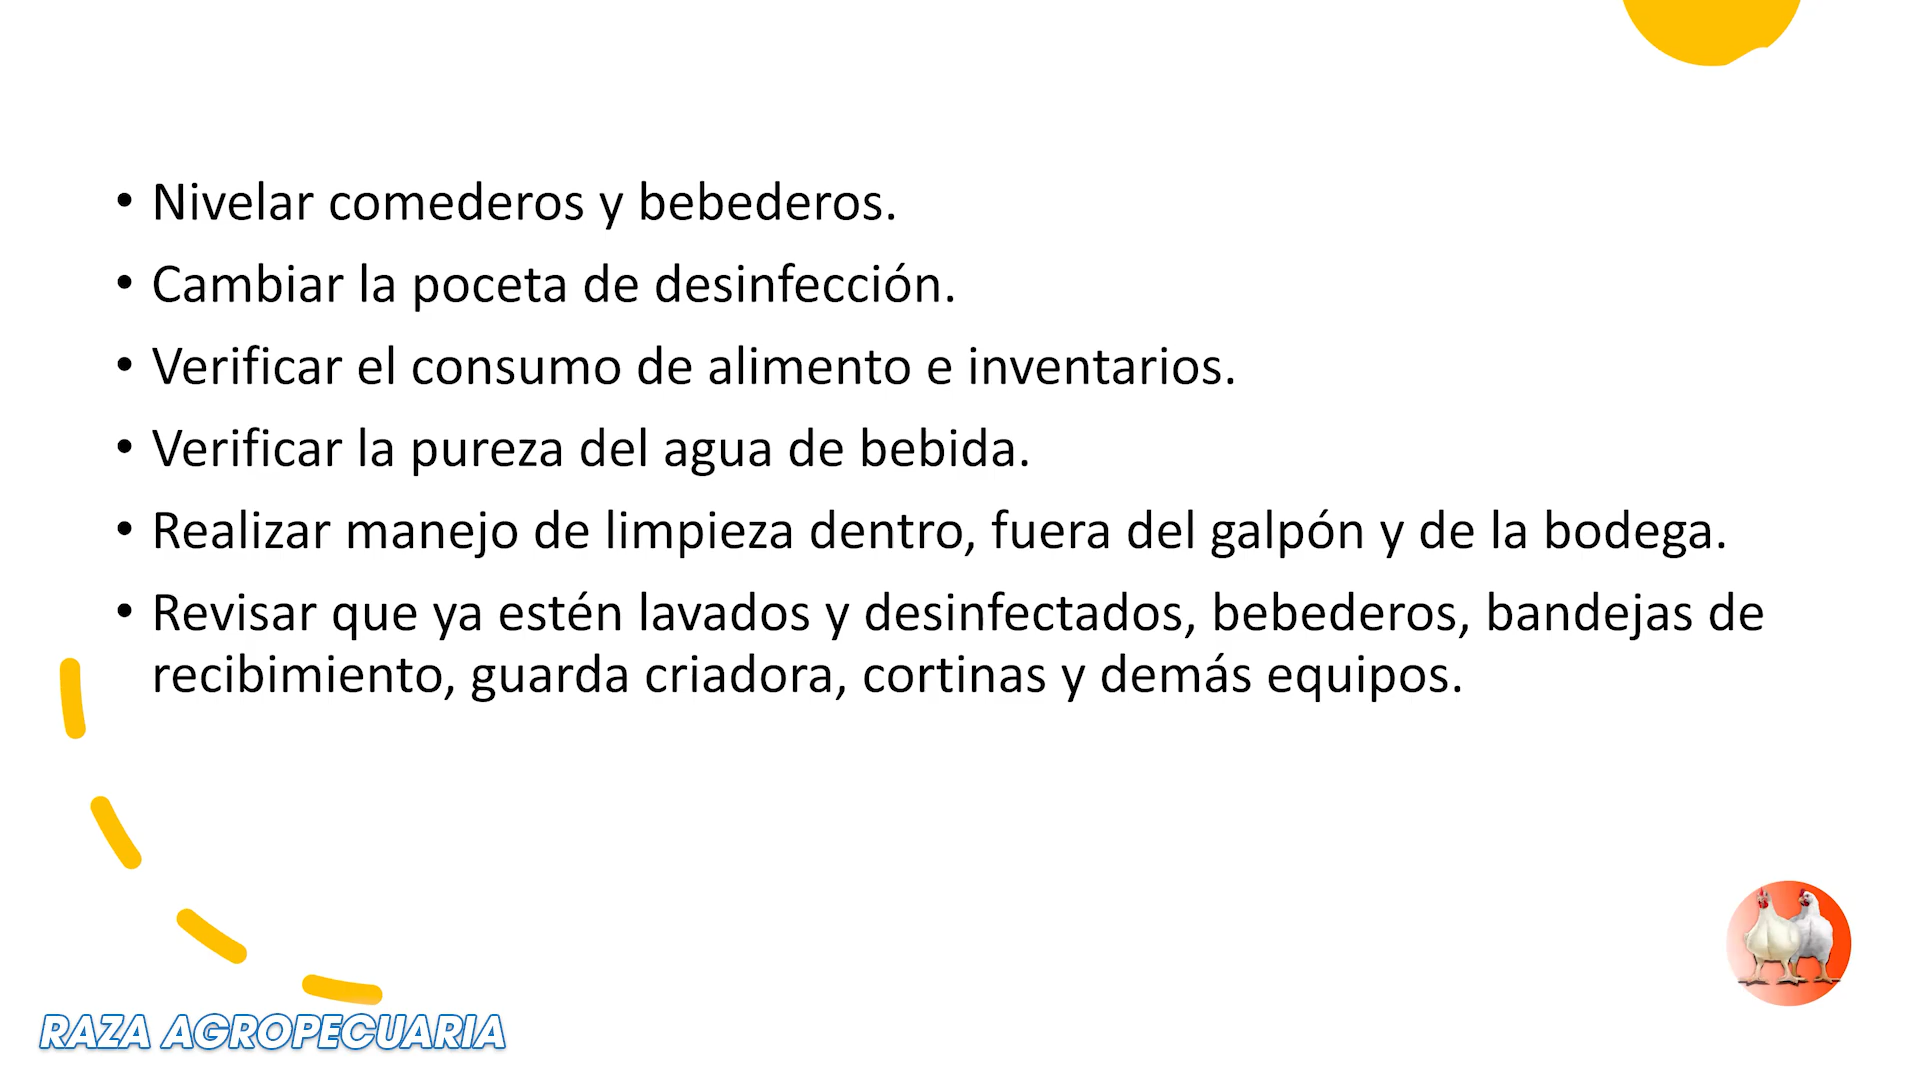 • Nivelar comederos y bebederos.
• Cambiar la poceta de desinfección.
• Verificar el consumo de alimento e inventarios.
• Verificar la pureza del agua de bebida.
• Realizar manejo de limpieza dentro, fuera del galpón y de la bodega.
• Revisar que ya estén lavados y desinfectados, bebederos, bandejas de
recibimiento, guarda criadora, cortinas y demás equipos.
RAZA AGROPECUARIA